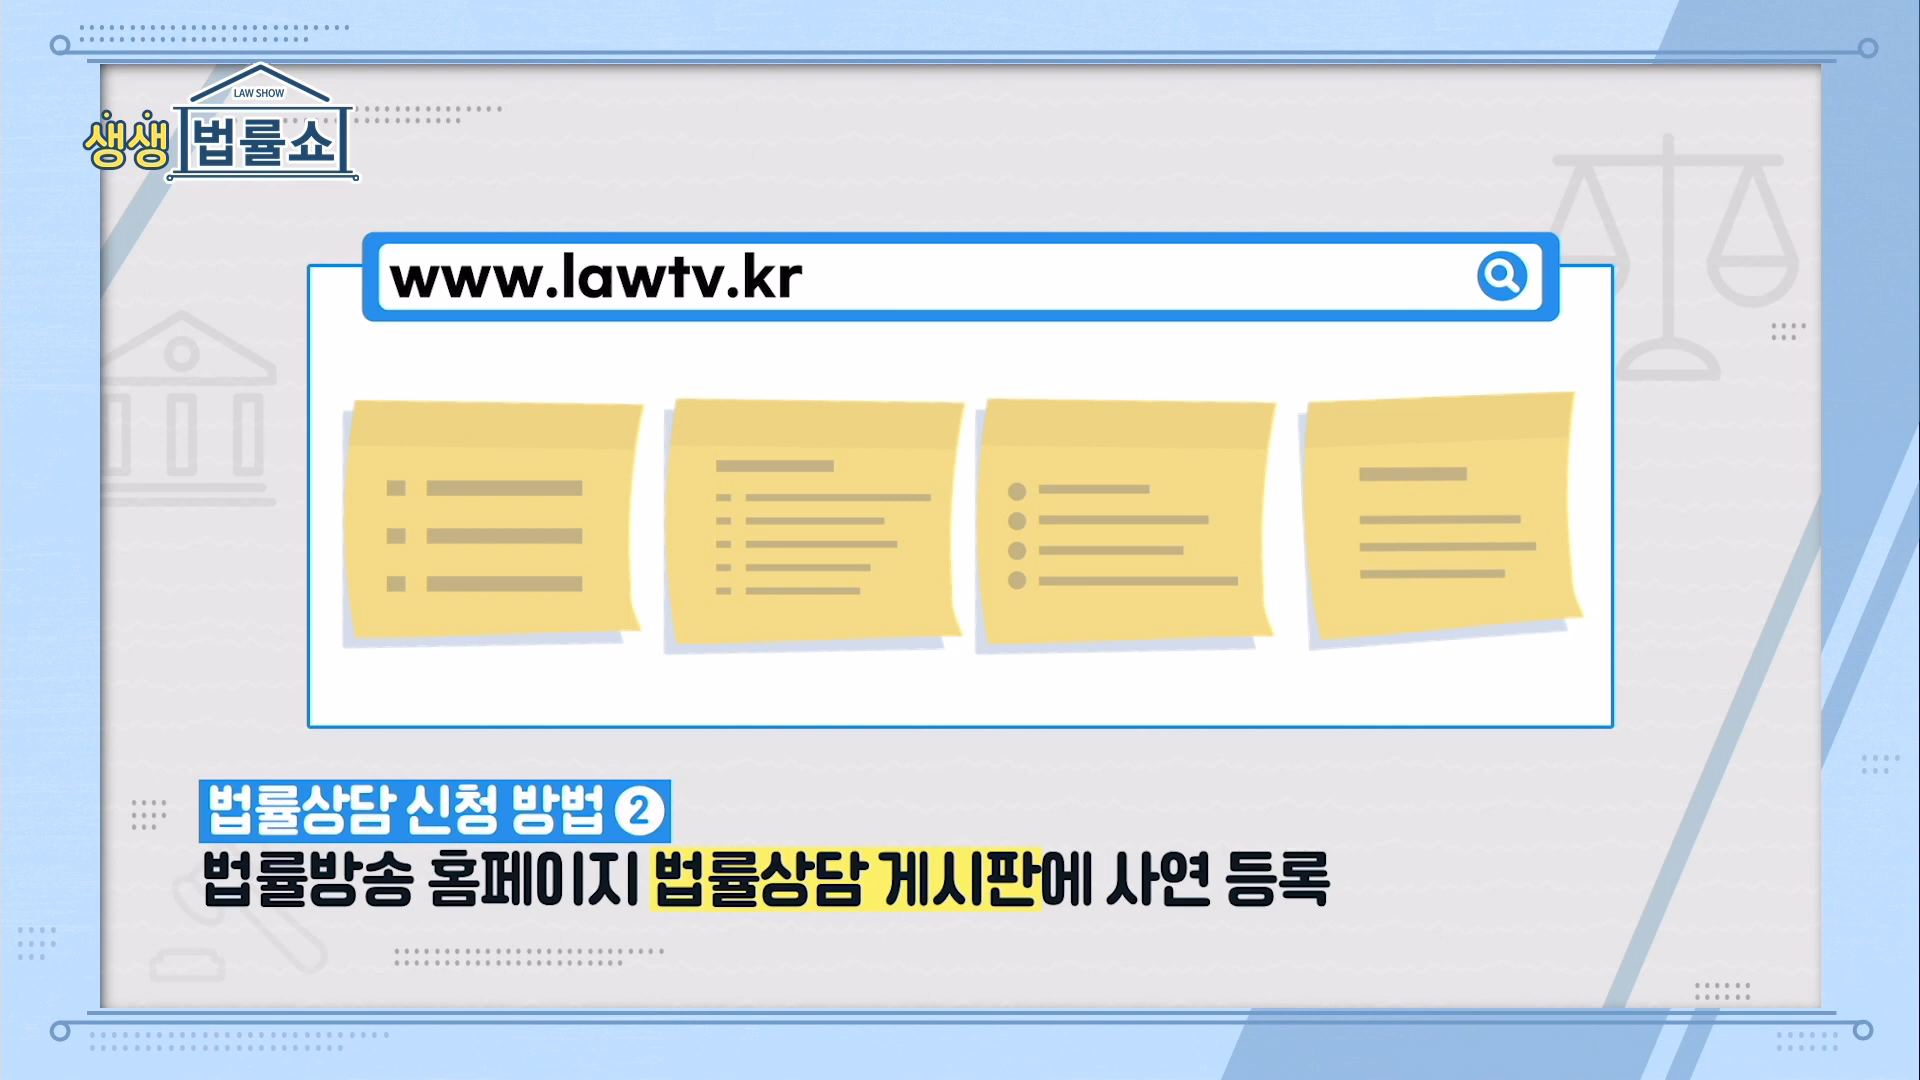 LAW SHOW
생생 법률쇼
www.lawtv.kr
법률상담 신청 방법 2
법률방송 홈페이지 법률상담 게시판에 사연 등록